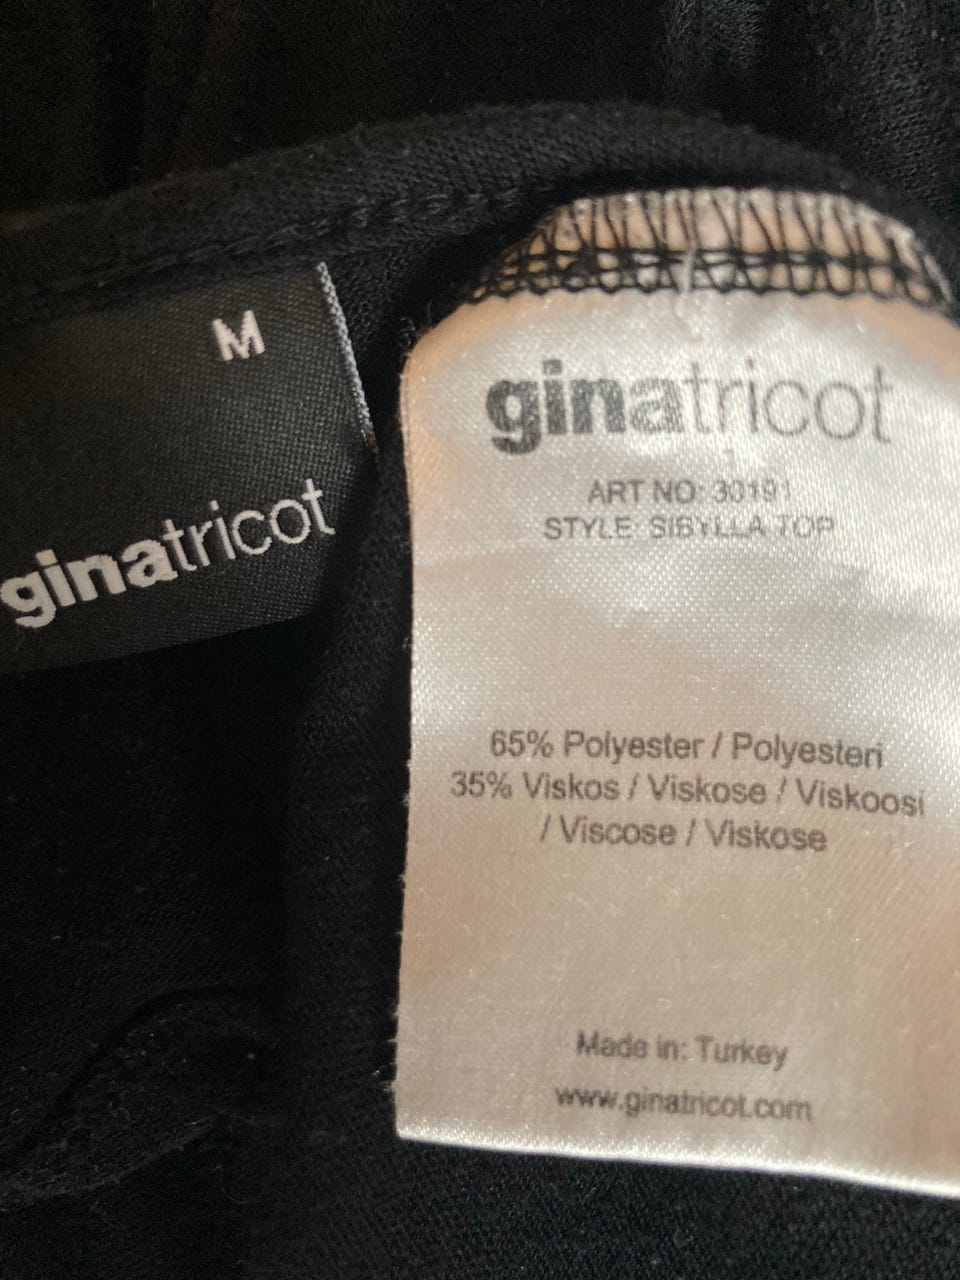 M
ginatricot
ginatricot
ART NO: 30191
STYLE SIBYLLA TOP
65% Polyester / Polyesteri
35% Viskos / Viskose / Viskoosi
/ Viscose / Viskose
Made in: Turkey
www.ginatricot.com